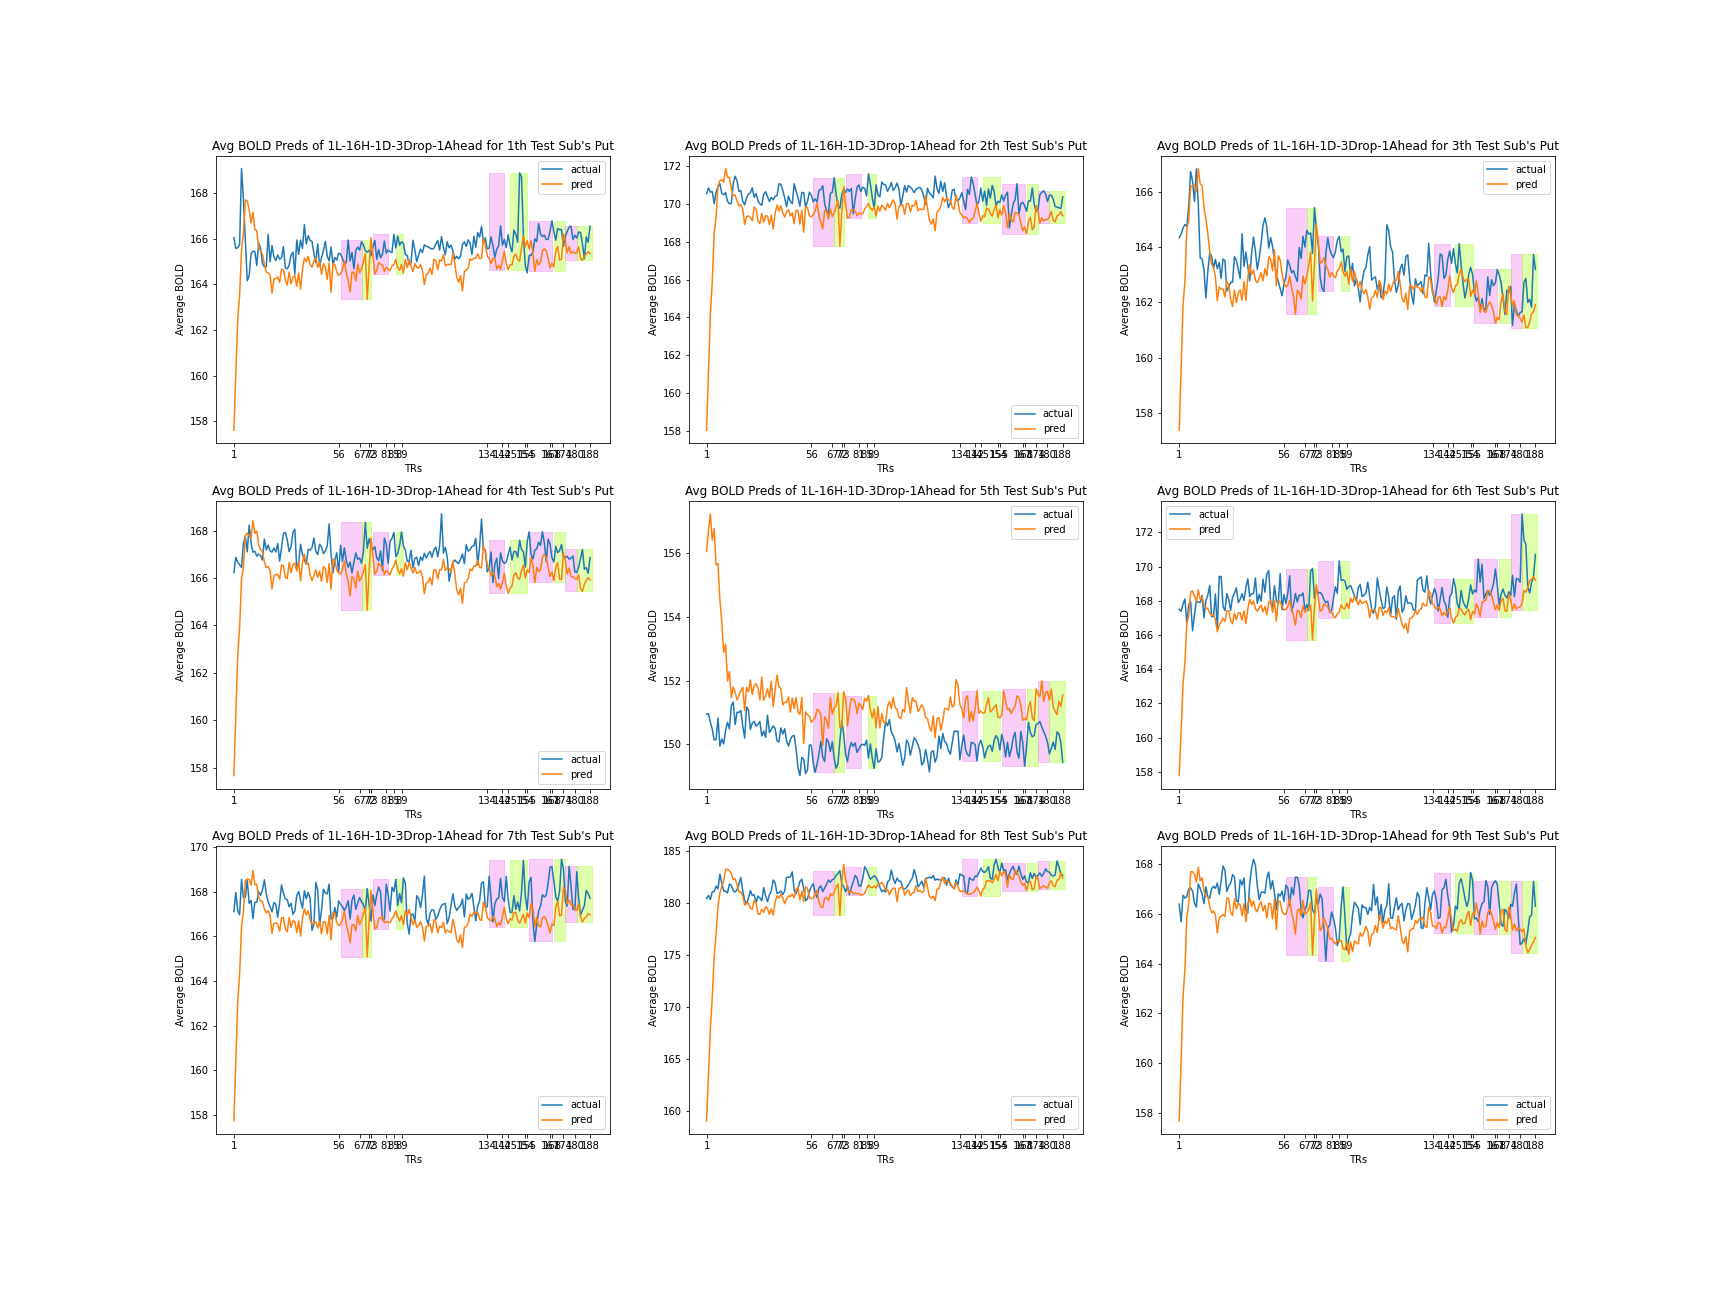 Avg BOLD Preds of 1L-16H-1D-3Drop-1Ahead for 1th Test Sub's Put
Average BOLD
168
166
164
162
160
158
actual
pred
1
56
TRs
Avg BOLD Preds of 1L-16H-1D-3Drop-1Ahead for 2th Test Sub's Put
Average BOLD
172
170
168
166
164
162
160
158
actual
pred
1
56
TRs
Avg BOLD Preds of 1L-16H-1D-3Drop-1Ahead for 3th Test Sub's Put
Average BOLD
166
164
162
160
158
actual
pred
1
56
TRs
Avg BOLD Preds of 1L-16H-1D-3Drop-1Ahead for 4th Test Sub's Put
Average BOLD
168
166
164
162
160
158
actual
pred
1
56
TRs
Avg BOLD Preds of 1L-16H-1D-3Drop-1Ahead for 5th Test Sub's Put
Average BOLD
156
154
152
150
actual
pred
1
56
TRs
Avg BOLD Preds of 1L-16H-1D-3Drop-1Ahead for 6th Test Sub's Put
Average BOLD
172
170
168
166
164
162
160
158
actual
pred
1
56
TRs
Avg BOLD Preds of 1L-16H-1D-3Drop-1Ahead for 7th Test Sub's Put
Average BOLD
170
168
166
164
162
160
158
actual
pred
1
56
TRs
Avg BOLD Preds of 1L-16H-1D-3Drop-1Ahead for 8th Test Sub's Put
Average BOLD
185
180
175
170
165
160
actual
pred
1
56
TRs
Avg BOLD Preds of 1L-16H-1D-3Drop-1Ahead for 9th Test Sub's Put
Average BOLD
168
166
164
162
160
158
actual
pred
1
56
TRs